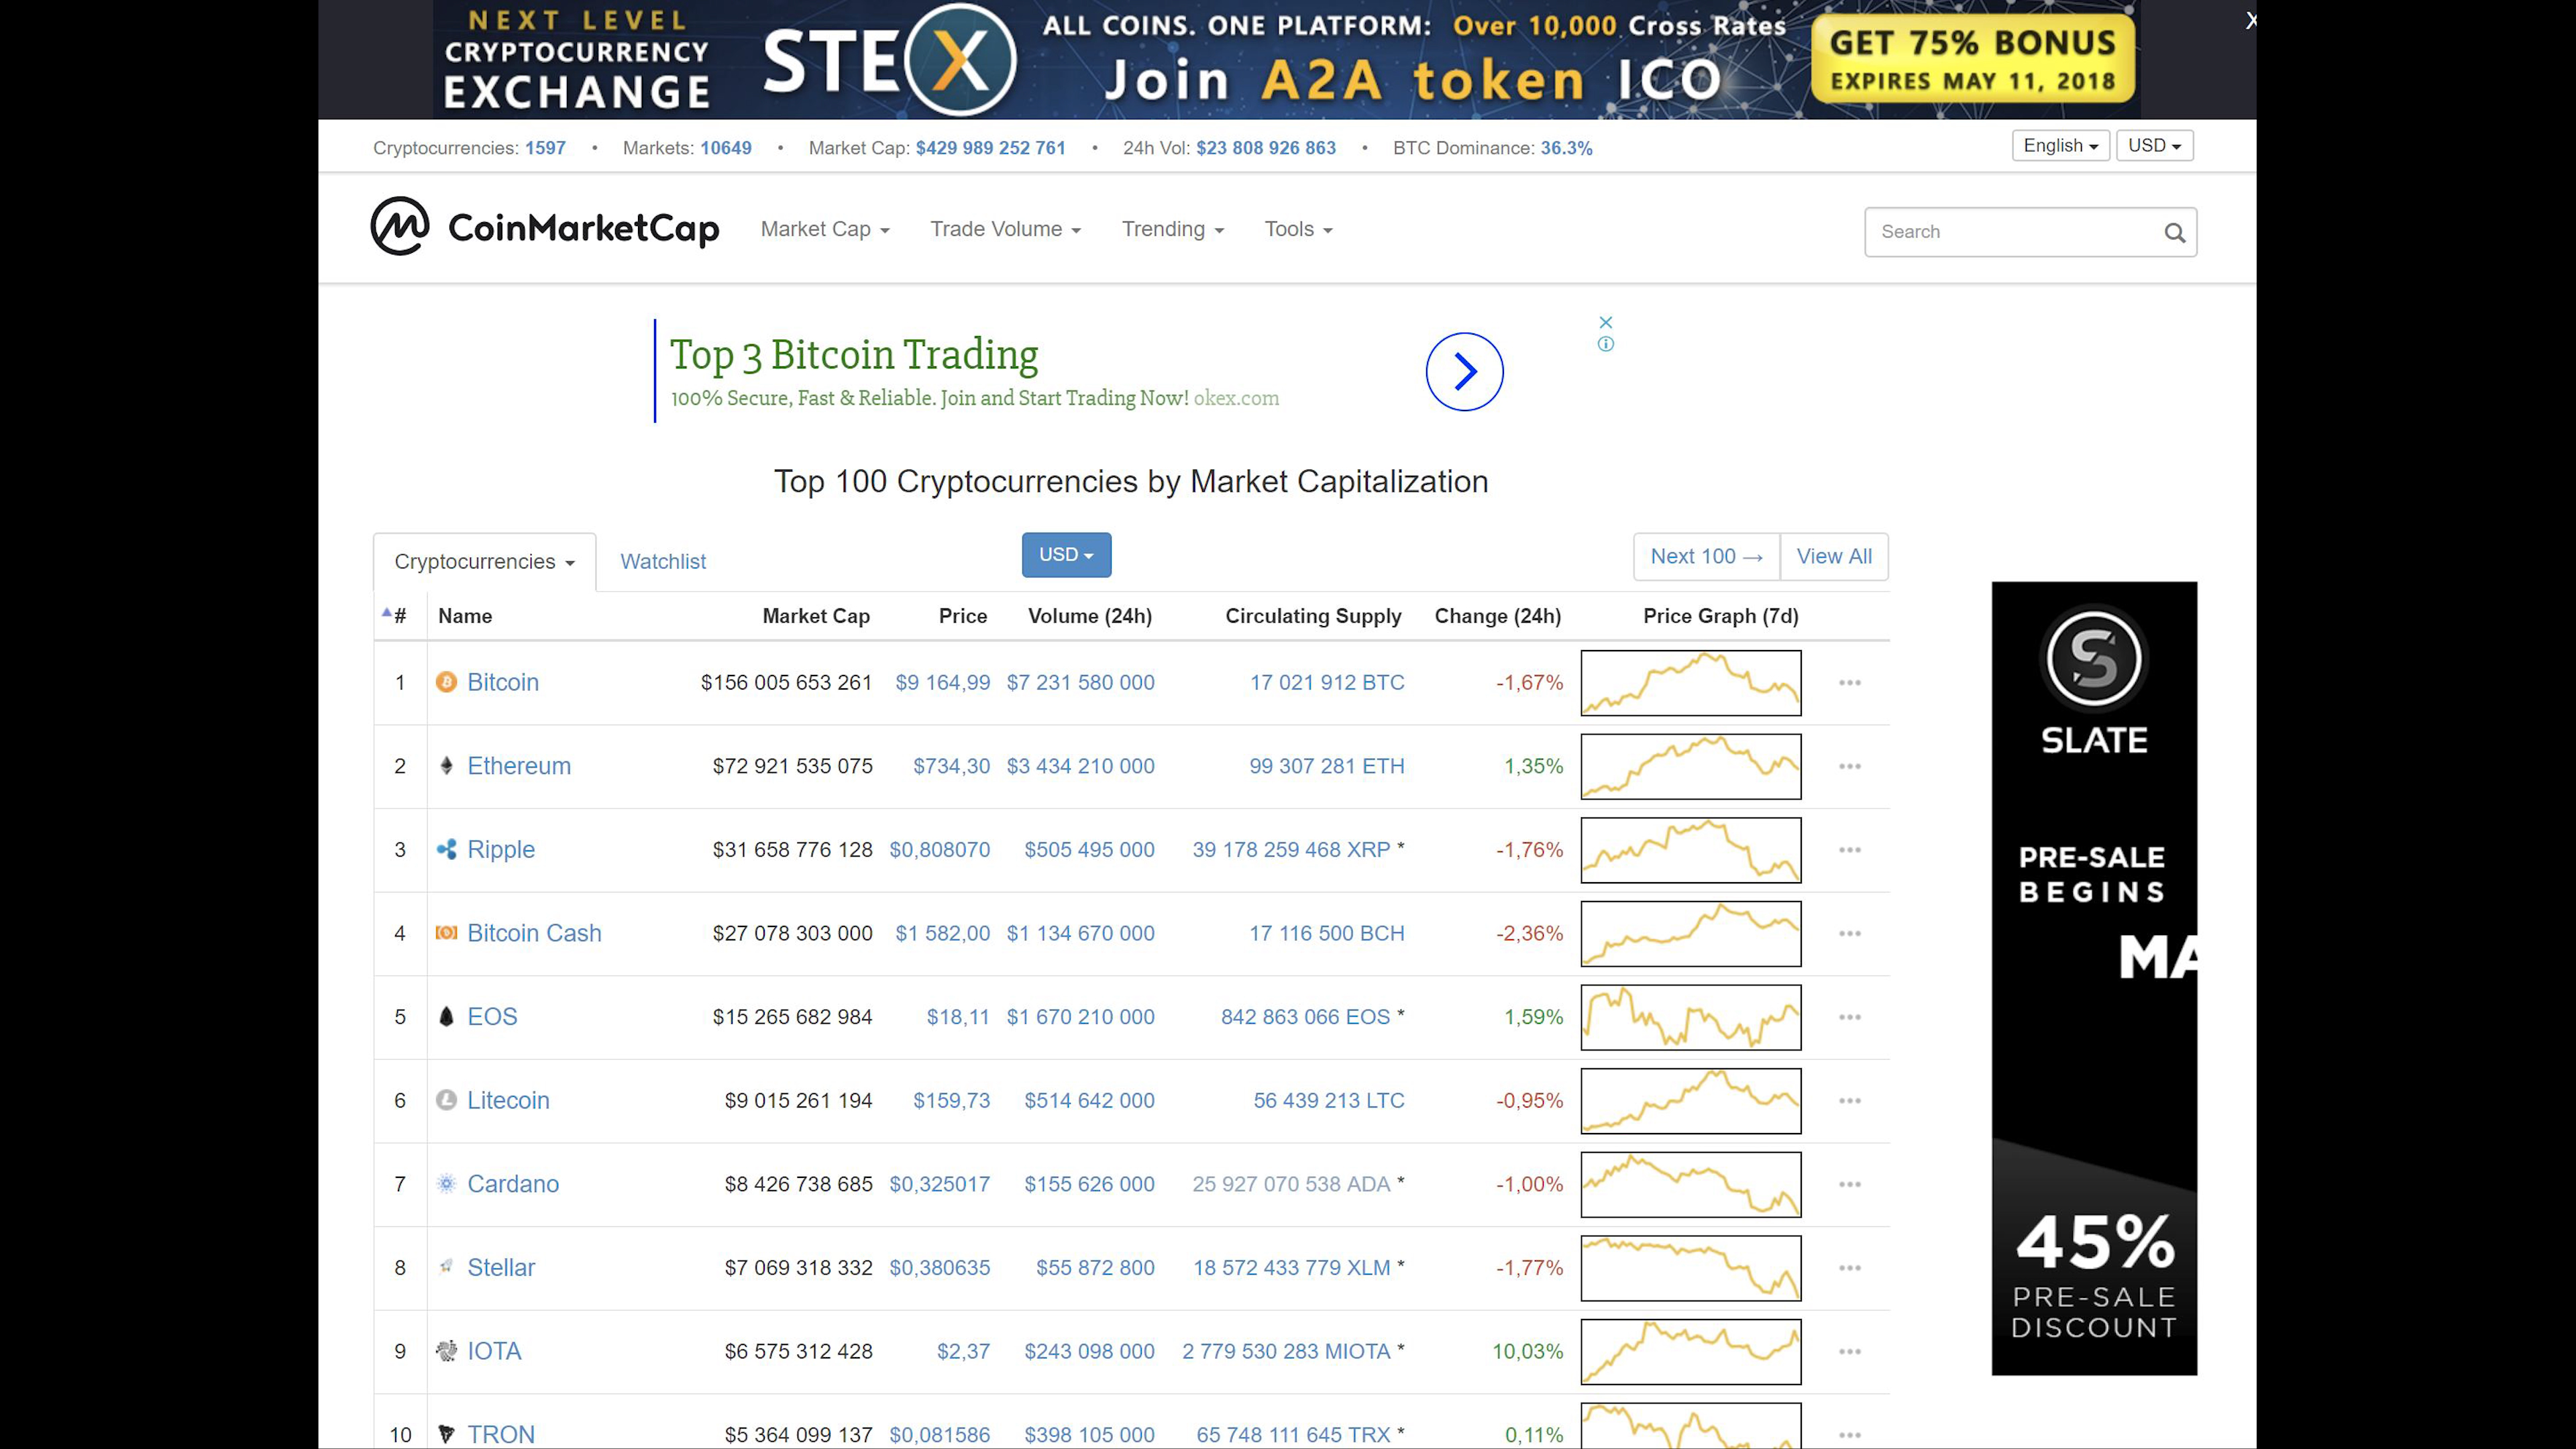 NEXT LEVEL
CRYPTOCURRENCY
EXCHANGE
STEX
ALL COINS. ONE PLATFORM: Over 10,000 Cross Rates
Join A2A token ICO
GET 75% BONUS
EXPIRES MAY 11, 2018
X
Cryptocurrencies: 1597 • Markets: 10649 • Market Cap: $429 989 252 761 • 24h Vol: $23 808 926 863 • BTC Dominance: 36.3%
English USD
CoinMarketCap Market Cap Trade Volume Trending Tools Search
Top 3 Bitcoin Trading
100% Secure, Fast & Reliable. Join and Start Trading Now! okex.com
Top 100 Cryptocurrencies by Market Capitalization
Cryptocurrencies Watchlist USD Next 100 → View All
# Name Market Cap Price Volume (24h) Circulating Supply Change (24h) Price Graph (7d)
1 Bitcoin $156 005 653 261 $9 164,99 $7 231 580 000 17 021 912 BTC -1,67%
2 Ethereum $72 921 535 075 $734,30 $3 434 210 000 99 307 281 ETH 1,35%
3 Ripple $31 658 776 128 $0,808070 $505 495 000 39 178 259 468 XRP * -1,76%
4 Bitcoin Cash $27 078 303 000 $1 582,00 $1 134 670 000 17 116 500 BCH -2,36%
5 EOS $15 265 682 984 $18,11 $1 670 210 000 842 863 066 EOS * 1,59%
6 Litecoin $9 015 261 194 $159,73 $514 642 000 56 439 213 LTC -0,95%
7 Cardano $8 426 738 685 $0,325017 $155 626 000 25 927 070 538 ADA * -1,00%
8 Stellar $7 069 318 332 $0,380635 $55 872 800 18 572 433 779 XLM * -1,77%
9 IOTA $6 575 312 428 $2,37 $243 098 000 2 779 530 283 MIOTA * 10,03%
10 TRON $5 364 099 137 $0,081586 $398 105 000 65 748 111 645 TRX * 0,11%
SLATE
PRE-SALE
BEGINS
MA
45%
PRE-SALE
DISCOUNT